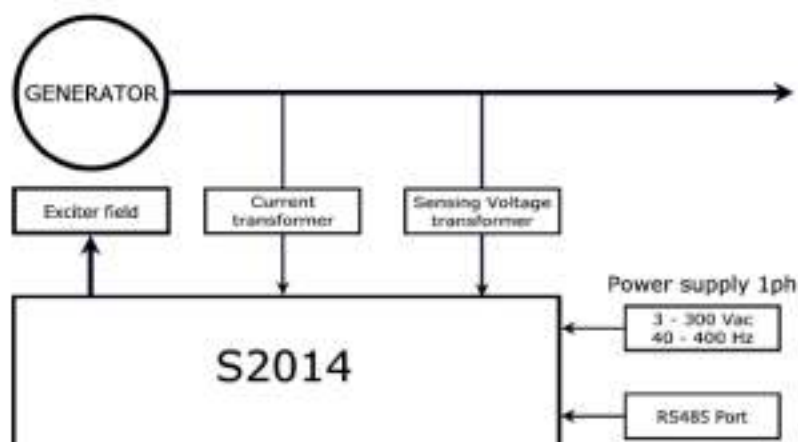 GENERATOR
Exciter field
Current
transformer
Sensing Voltage
transformer
Power supply 1ph
3 - 300 Vac
40 - 400 Hz
S2014
RS485 Port